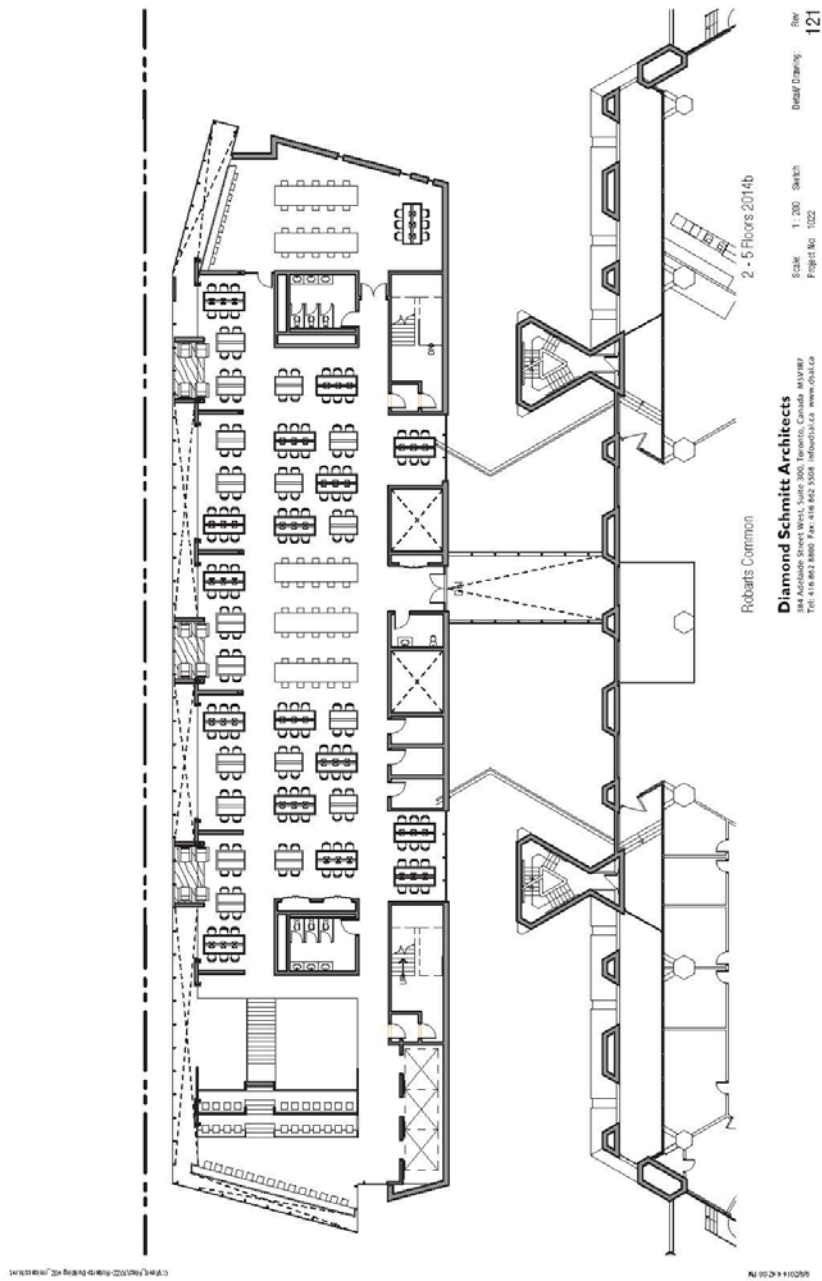 Robarts Common
2 - 5 Floors 2014b
Diamond Schmitt Architects
384 Adelaide Street West, Suite 300, Toronto, Canada M5V1R7
Tel: 416 862 8800 Fax: 416 862 5508 info@dsai.ca www.dsai.ca
Scale: 1 : 200 Sketch
Project No. 1022
Detail/ Drawing: Rev
121
DN
UP